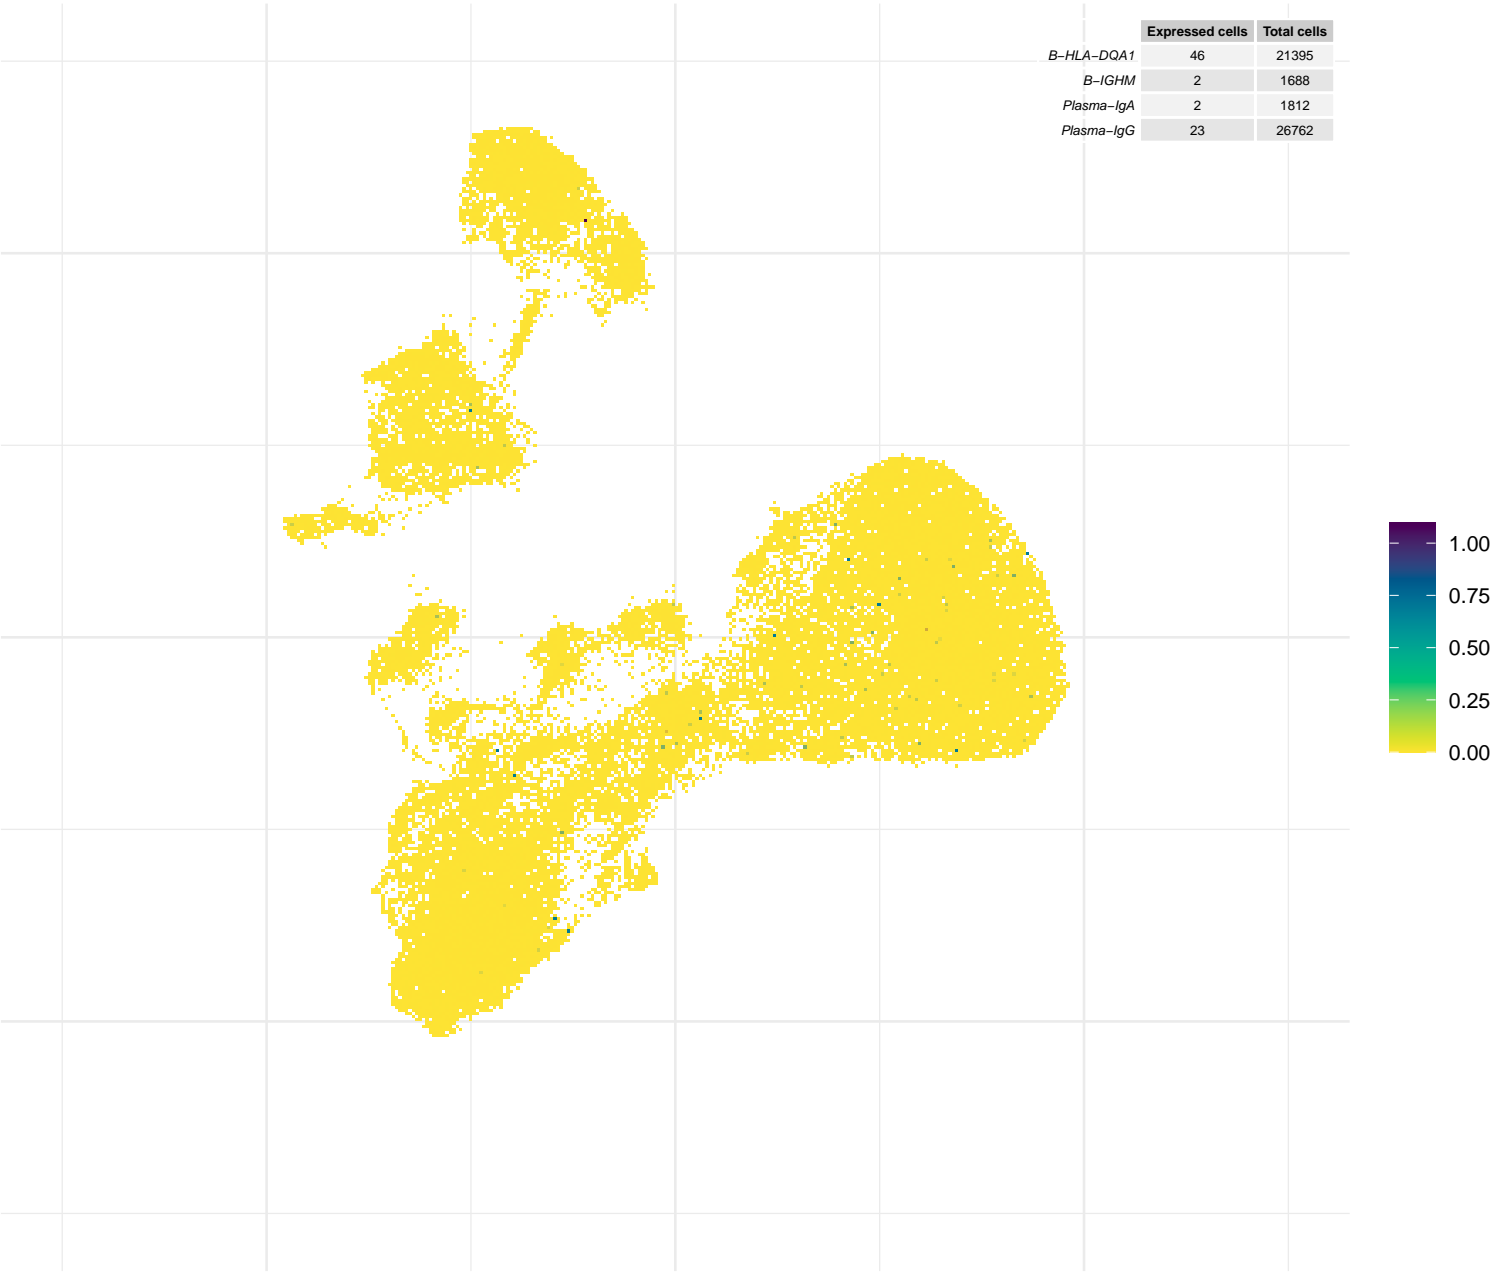 Expressed cells Total cells
B−HLA−DQA1 46 21395
B−IGHM 2 1688
Plasma−IgA 2 1812
Plasma−IgG 23 26762
1.00
0.75
0.50
0.25
0.00